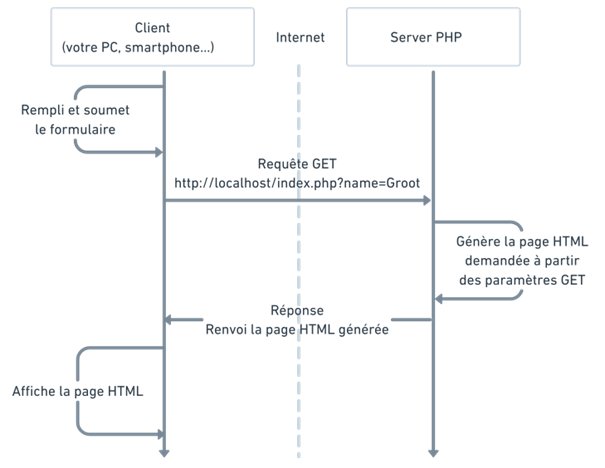 Client
(votre PC, smartphone...)
Internet
Server PHP
Rempli et soumet
le formulaire
Requête GET
http://localhost/index.php?name=Groot
Génère la page HTML
demandée à partir
des paramètres GET
Réponse
Renvoi la page HTML générée
Affiche la page HTML